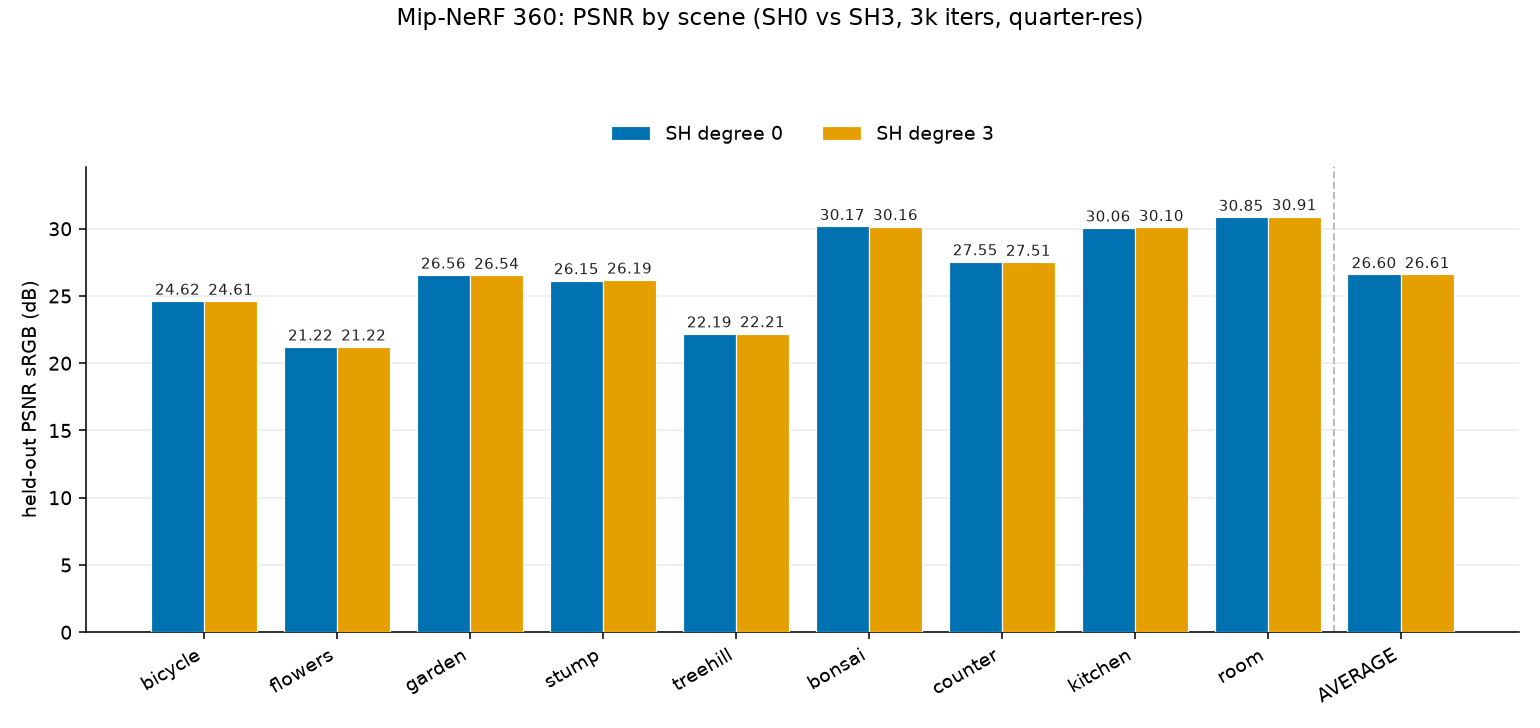 Mip-NeRF 360: PSNR by scene (SH0 vs SH3, 3k iters, quarter-res)
SH degree 0 SH degree 3
held-out PSNR sRGB (dB)
30
25
20
15
10
5
0
24.62 24.61
21.22 21.22
26.56 26.54
26.15 26.19
22.19 22.21
30.17 30.16
27.55 27.51
30.06 30.10
30.85 30.91
26.60 26.61
bicycle
flowers
garden
stump
treehill
bonsai
counter
kitchen
room
AVERAGE